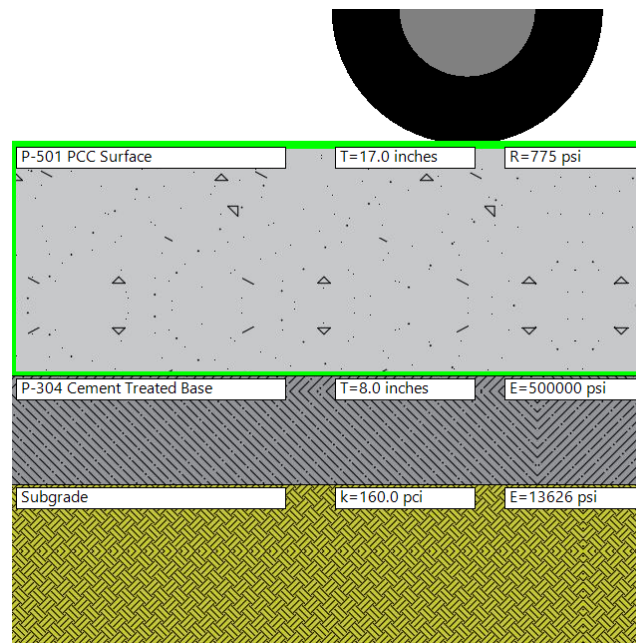 P-501 PCC Surface T=17.0 inches R=775 psi
P-304 Cement Treated Base T=8.0 inches E=500000 psi
Subgrade k=160.0 pci E=13626 psi